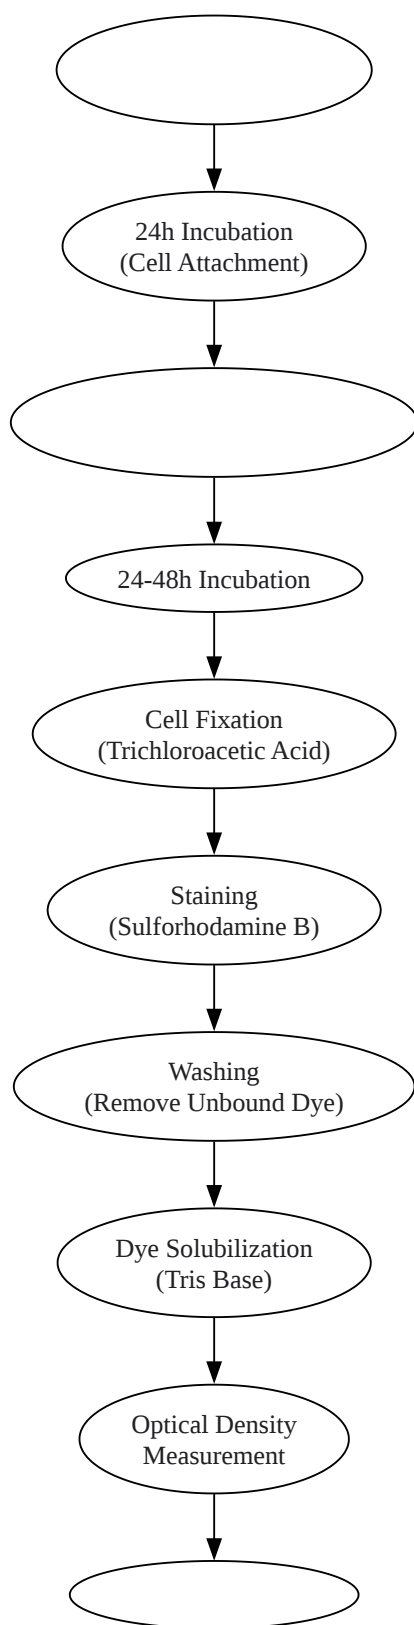 24h Incubation
(Cell Attachment)
24-48h Incubation
Cell Fixation
(Trichloroacetic Acid)
Staining
(Sulforhodamine B)
Washing
(Remove Unbound Dye)
Dye Solubilization
(Tris Base)
Optical Density
Measurement